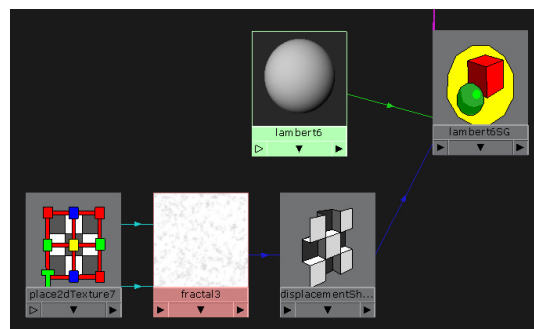 lambert6
lambert6SG
place2dTexture7
fractal3
displacementSh...